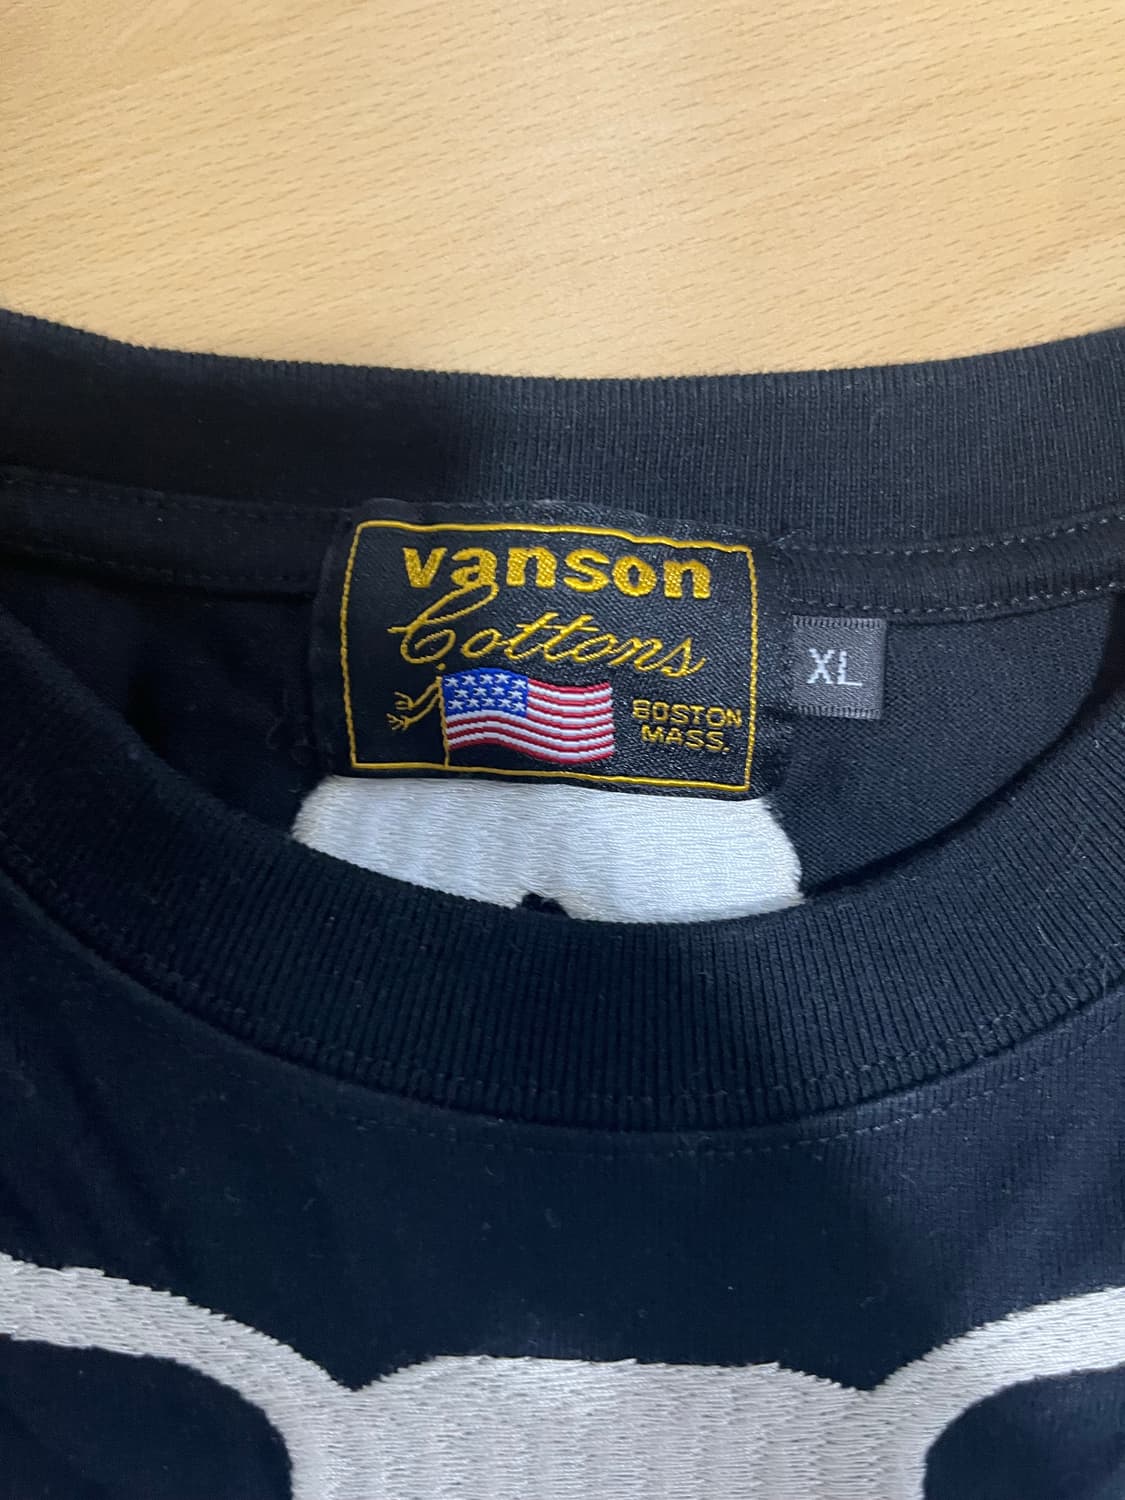 vanson
Cottons
BOSTON
MASS.
XL